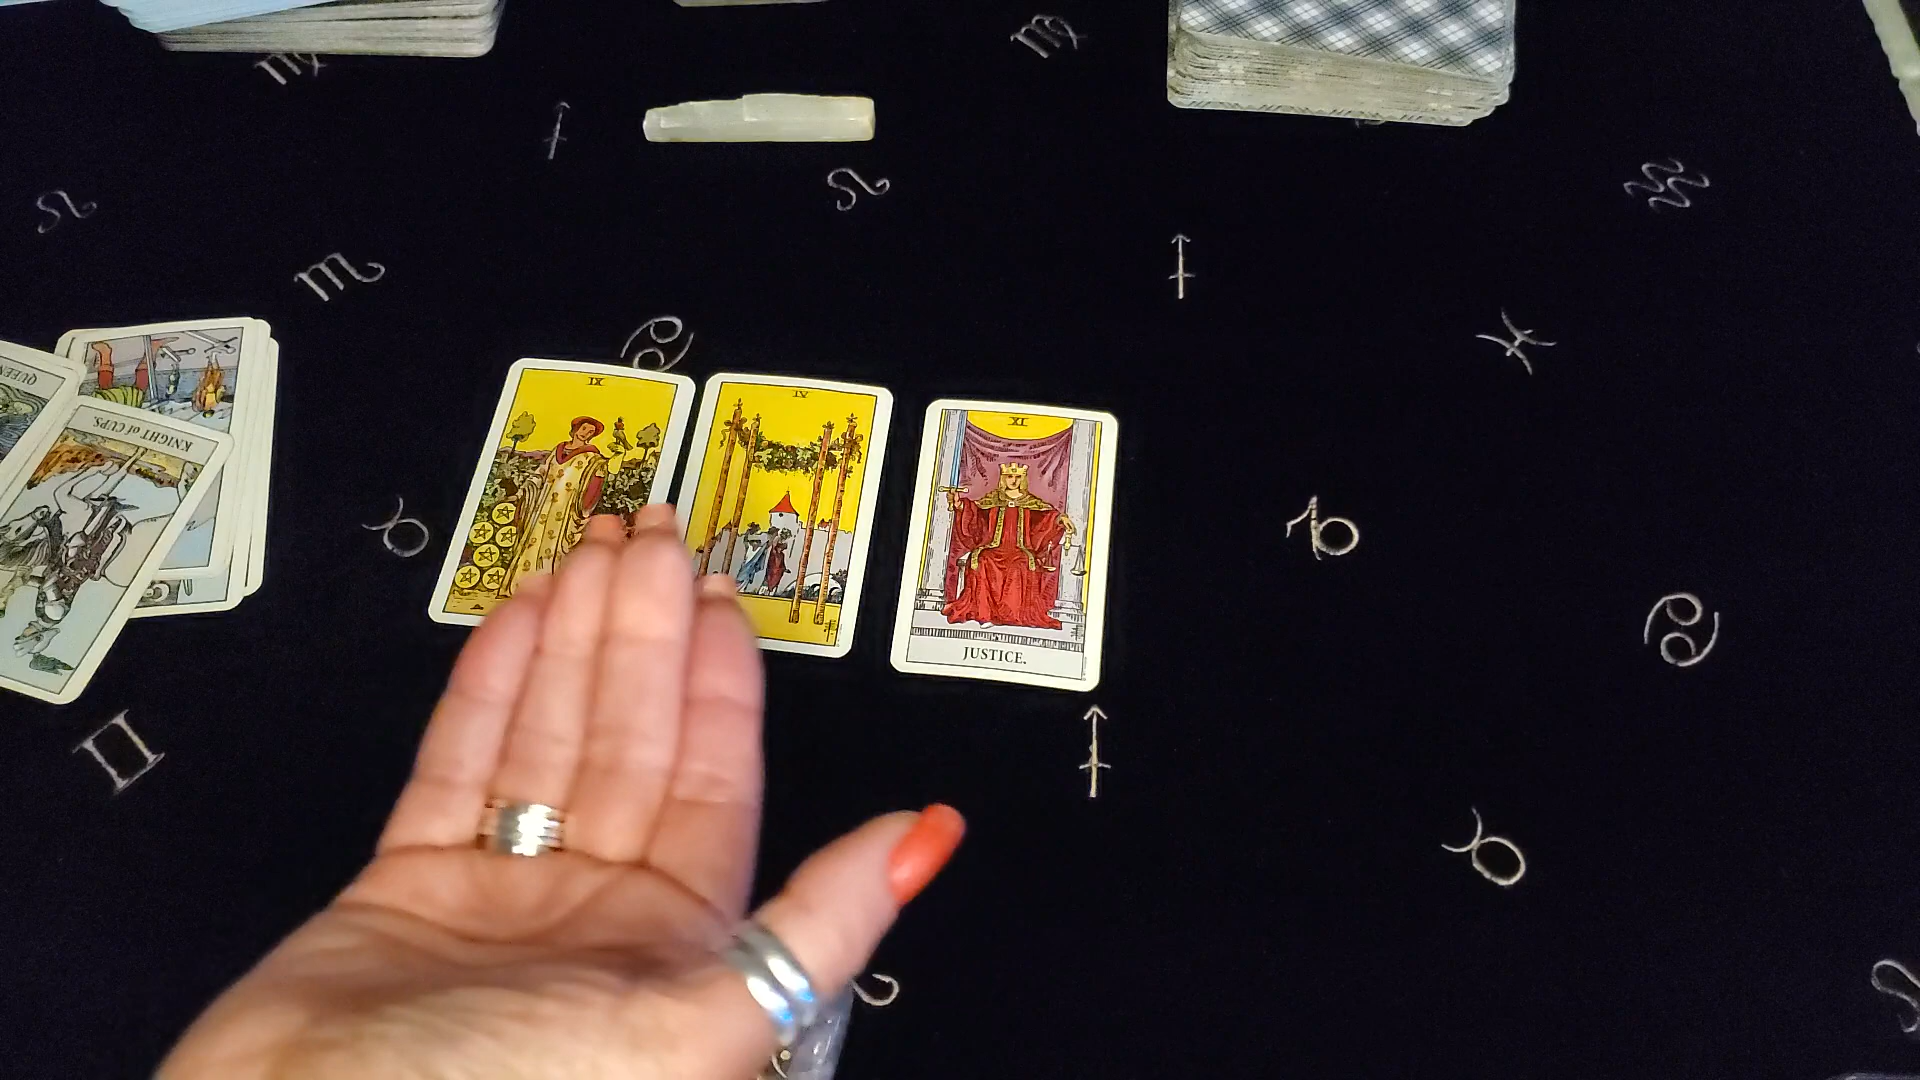 QUEEN
KNIGHT of CUPS.
IX
IV
XI
JUSTICE.